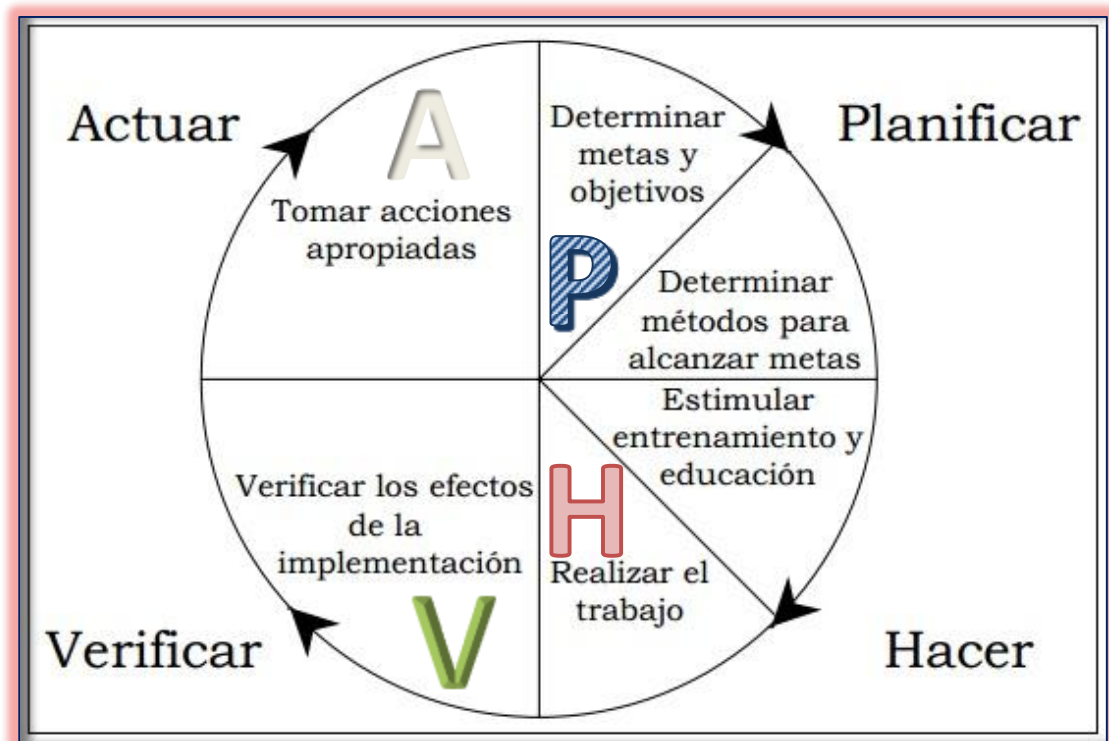 Actuar
A
Tomar acciones
apropiadas
Planificar
Determinar
metas y
objetivos
P
Determinar
métodos para
alcanzar metas
Estimular
entrenamiento y
educación
H
Realizar el
trabajo
Hacer
Verificar los efectos
de la
implementación
V
Verificar